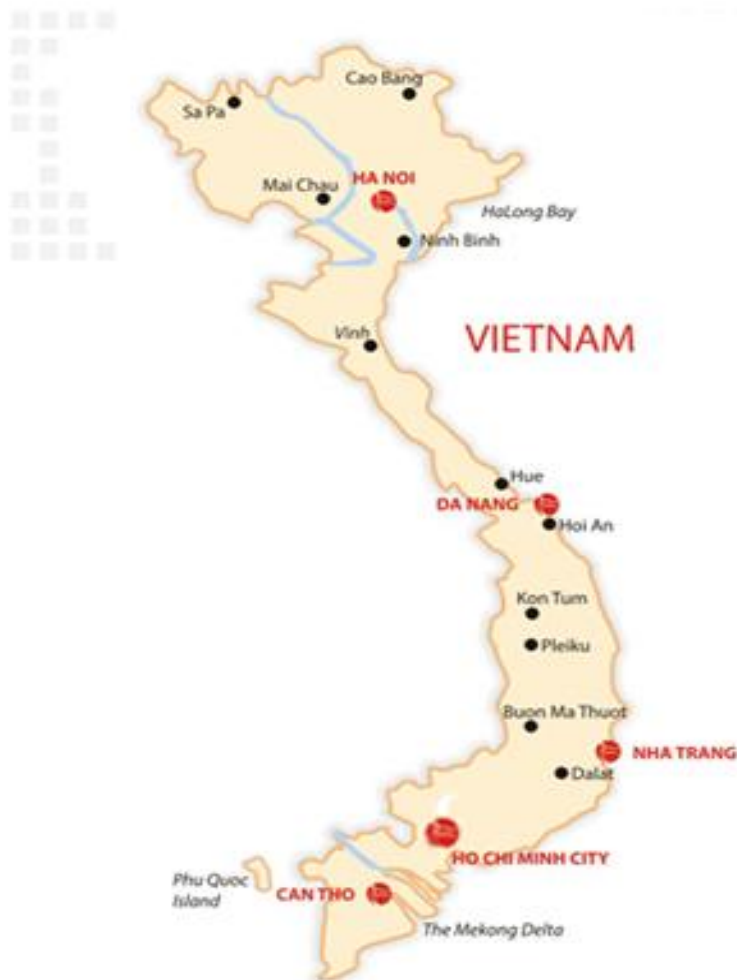 Cao Bang
Sa Pa
Mai Chau
HA NOI
HaLong Bay
Ninh Binh
Vinh
VIETNAM
Hue
DA NANG
Hoi An
Kon Tum
Pleiku
Buon Ma Thuot
NHA TRANG
Dalat
HO CHI MINH CITY
Phu Quoc
Island
CAN THO
The Mekong Delta